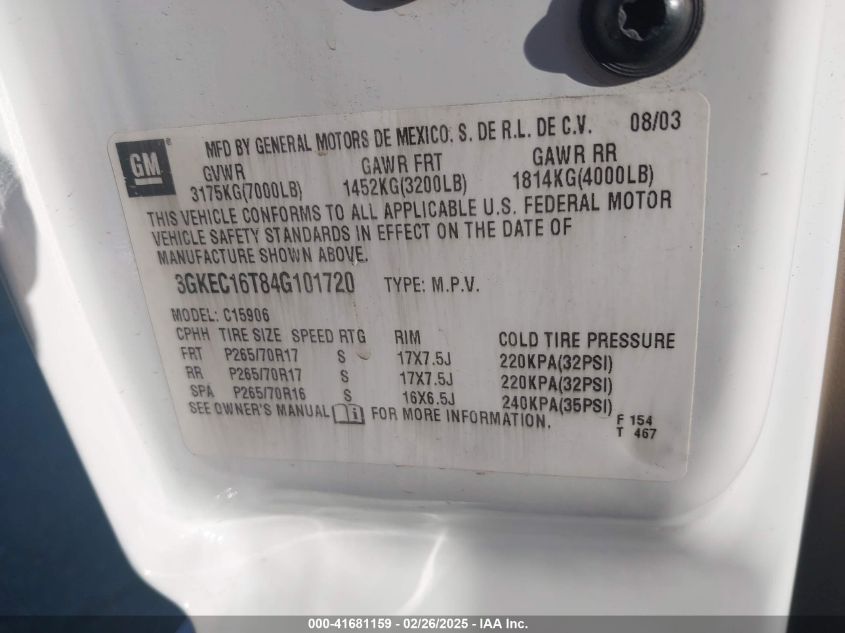 GM
MFD BY GENERAL MOTORS DE MEXICO. S. DE R.L. DE C.V. 08/03
GVWR GAWR FRT GAWR RR
3175KG(7000LB) 1452KG(3200LB) 1814KG(4000LB)
THIS VEHICLE CONFORMS TO ALL APPLICABLE U.S. FEDERAL MOTOR
VEHICLE SAFETY STANDARDS IN EFFECT ON THE DATE OF
MANUFACTURE SHOWN ABOVE.
3GKEC16T84G101720 TYPE: M.P.V.
MODEL: C15906
CPHH TIRE SIZE SPEED RTG RIM COLD TIRE PRESSURE
FRT P265/70R17 S 17X7.5J 220KPA(32PSI)
RR P265/70R17 S 17X7.5J 220KPA(32PSI)
SPA P265/70R16 S 16X6.5J 240KPA(35PSI)
SEE OWNER'S MANUAL i FOR MORE INFORMATION.
F 154
T 467
000-41681159 - 02/26/2025 - IAA Inc.